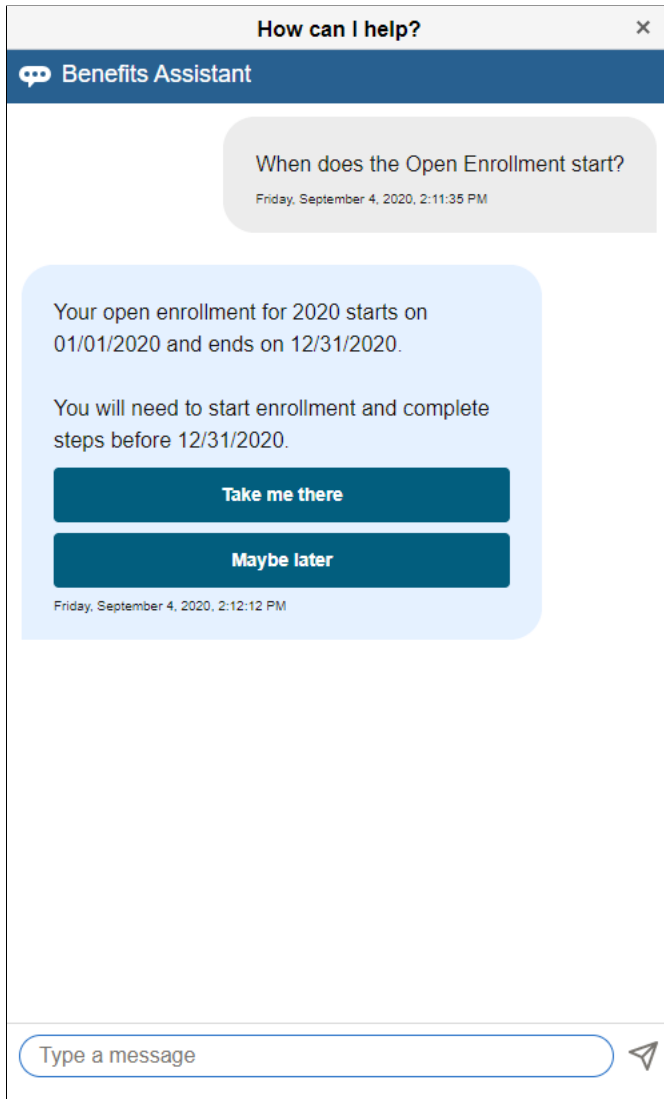 How can I help?
Benefits Assistant
When does the Open Enrollment start?
Friday, September 4, 2020, 2:11:35 PM
Your open enrollment for 2020 starts on
01/01/2020 and ends on 12/31/2020.
You will need to start enrollment and complete
steps before 12/31/2020.
Take me there
Maybe later
Friday, September 4, 2020, 2:12:12 PM
Type a message